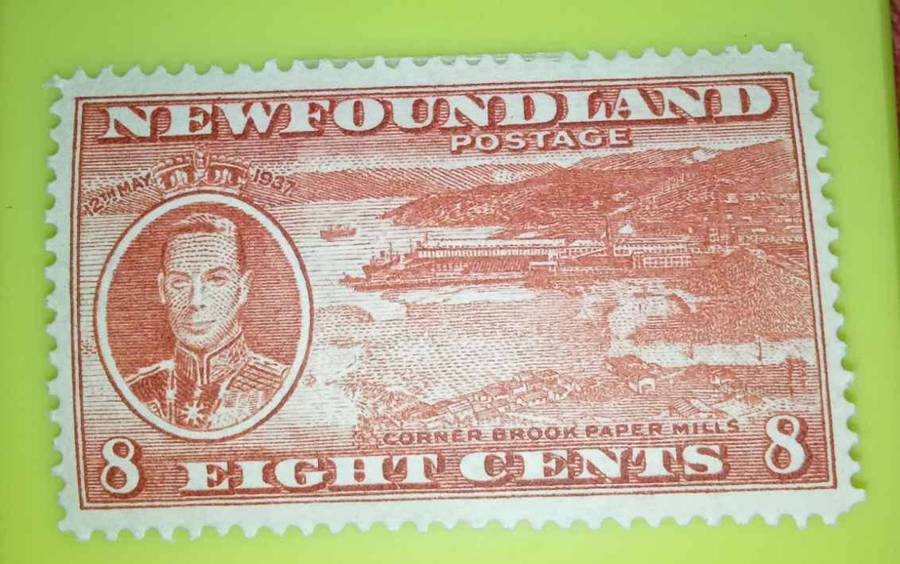 NEWFOUNDLAND
POSTAGE
12TH MAY 1937
CORNER BROOK PAPER MILLS
8 EIGHT CENTS 8